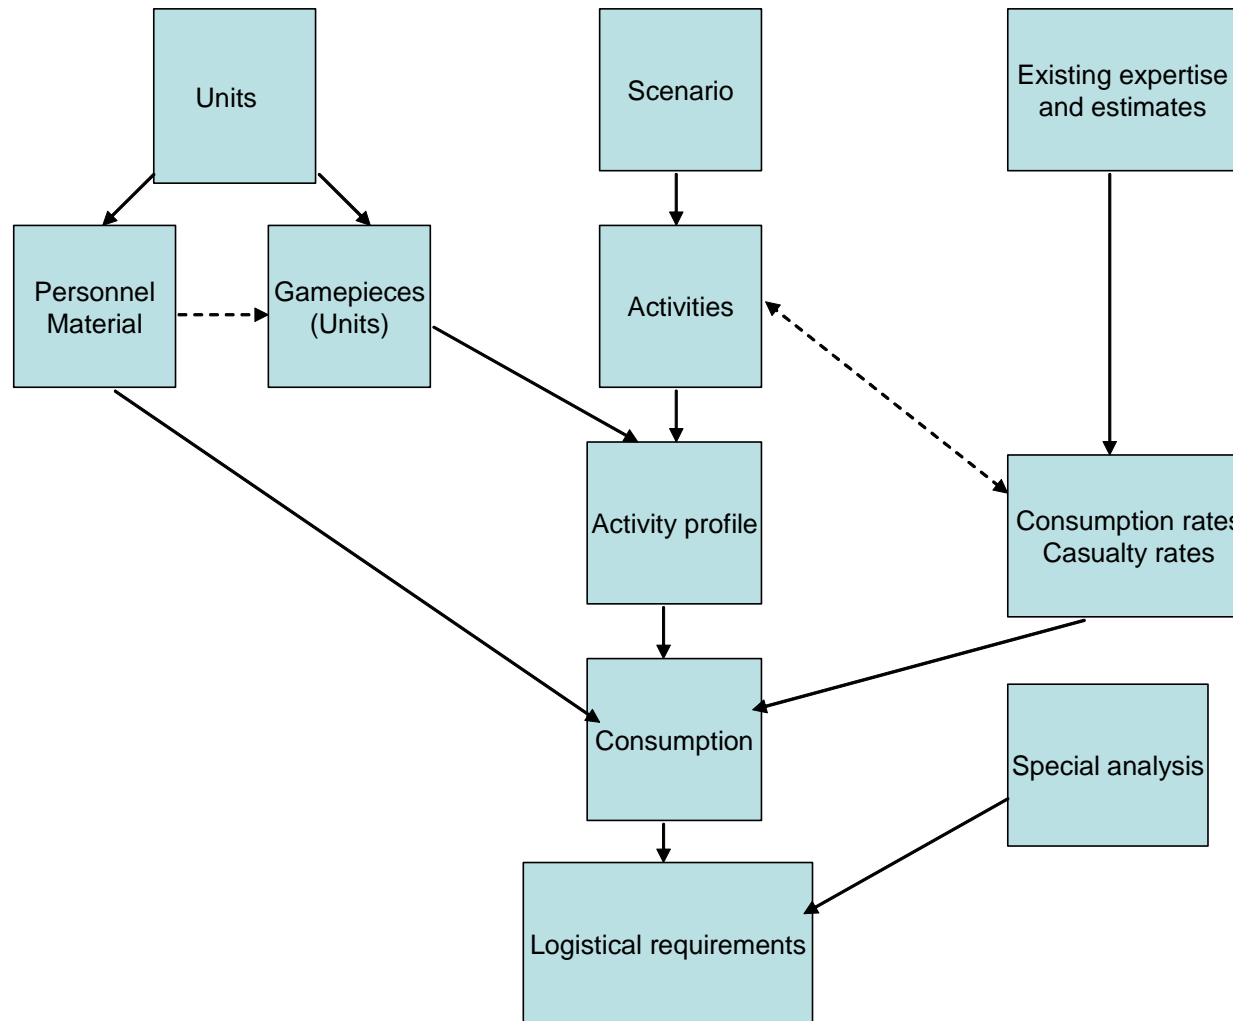 Units
Scenario
Existing expertise
and estimates
Personnel
Material
Gamepieces
(Units)
Activities
Activity profile
Consumption rates
Casualty rates
Consumption
Special analysis
Logistical requirements